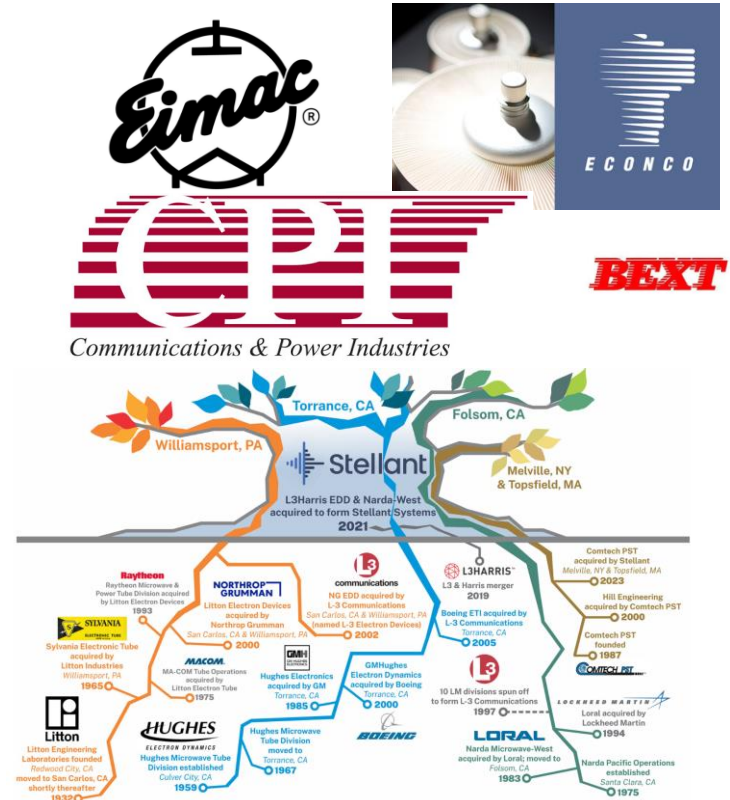 Eimac
®
ECONCO
CPI
BEXT
Communications & Power Industries
Torrance, CA
Folsom, CA
Williamsport, PA
Stellant
Melville, NY
& Topsfield, MA
L3Harris EDD & Narda-West
acquired to form Stellant Systems
2021
Raytheon
Raytheon Microwave &
Power Tube Division acquired
by Litton Electron Devices
1993
NORTHROP
GRUMMAN
Litton Electron Devices
acquired by
Northrop Grumman
San Carlos, CA & Williamsport, PA
2000
L3
communications
NG EDD acquired by
L-3 Communications
San Carlos, CA & Williamsport, PA
(named L-3 Electron Devices)
2002
L3HARRIS
L3 & Harris merger
2019
Comtech PST
acquired by Stellant
Melville, NY & Topsfield, MA
2023
Hill Engineering
acquired by Comtech PST
2000
Comtech PST
founded
1987
COMTECH PST
SYLVANIA
ELECTRONIC TUBE
Sylvania Electronic Tube
acquired by
Litton Industries
Williamsport, PA
1965
MACOM
MA-COM Tube Operations
acquired by
Litton Electron Tube
1975
Boeing ETI acquired by
L-3 Communications
Torrance, CA
2005
GMH
Hughes Electronics
acquired by GM
Torrance, CA
1985
GMHughes
Electron Dynamics
acquired by Boeing
Torrance, CA
2000
BOEING
L3
10 LM divisions spun off
to form L-3 Communications
1997
LOCKHEED MARTIN
Loral acquired by
Lockheed Martin
1994
Litton
Litton Engineering
Laboratories founded
Redwood City, CA
moved to San Carlos, CA
shortly thereafter
1932
HUGHES
ELECTRON DYNAMICS
Hughes Microwave Tube
Division established
Culver City, CA
1959
Hughes Microwave
Tube Division
moved to
Torrance, CA
1967
LORAL
Narda Microwave-West
acquired by Loral; moved to
Folsom, CA
1983
Narda Pacific Operations
established
Santa Clara, CA
1975